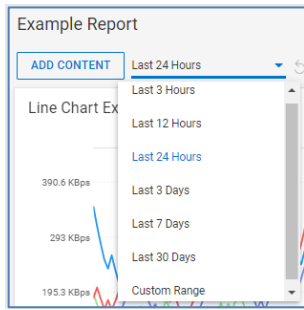 Example Report
ADD CONTENT
Last 24 Hours
Last 3 Hours
Line Chart Ex
Last 12 Hours
Last 24 Hours
390.6 KBps
Last 3 Days
Last 7 Days
293 KBps
Last 30 Days
195.3 KBps
Custom Range